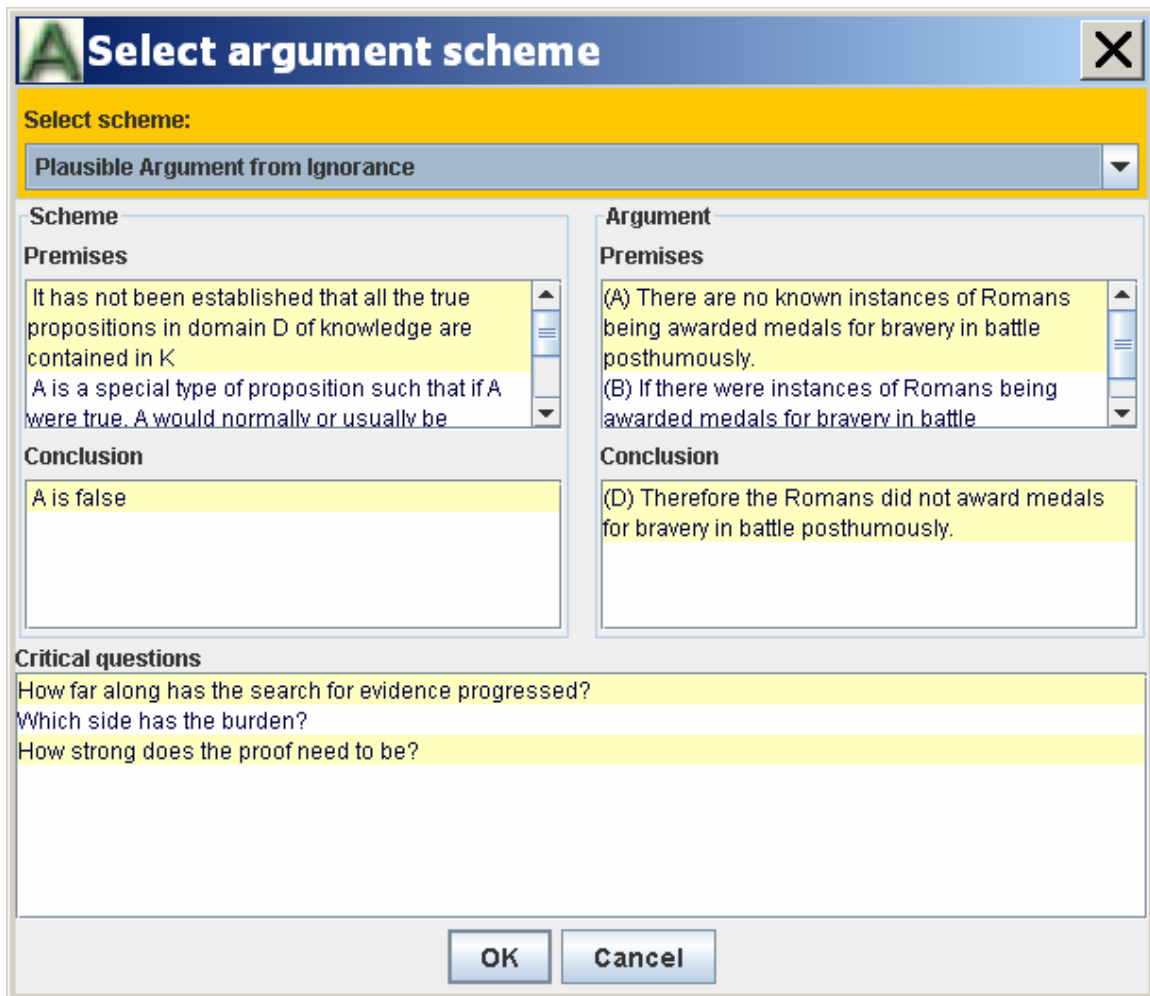 A Select argument scheme
Select scheme:
Plausible Argument from Ignorance
Scheme
Premises
It has not been established that all the true
propositions in domain D of knowledge are
contained in K
A is a special type of proposition such that if A
were true, A would normally or usually be
Conclusion
A is false
Argument
Premises
(A) There are no known instances of Romans
being awarded medals for bravery in battle
posthumously.
(B) If there were instances of Romans being
awarded medals for bravery in battle
Conclusion
(D) Therefore the Romans did not award medals
for bravery in battle posthumously.
Critical questions
How far along has the search for evidence progressed?
Which side has the burden?
How strong does the proof need to be?
OK Cancel